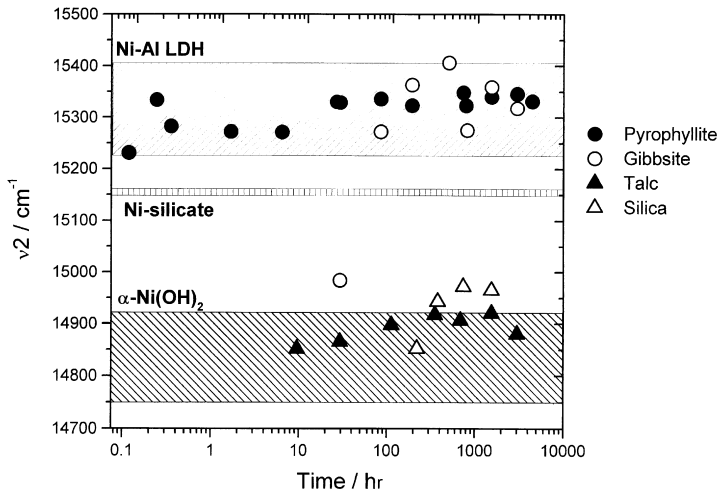 15500
15400
15300
15200
15150
15100
15000
14900
14800
14700
ν2 / cm⁻¹
Ni-Al LDH
Ni-silicate
α-Ni(OH)₂
0.1 1 10 100 1000 10000
Time / hr
Pyrophyllite
Gibbsite
Talc
Silica